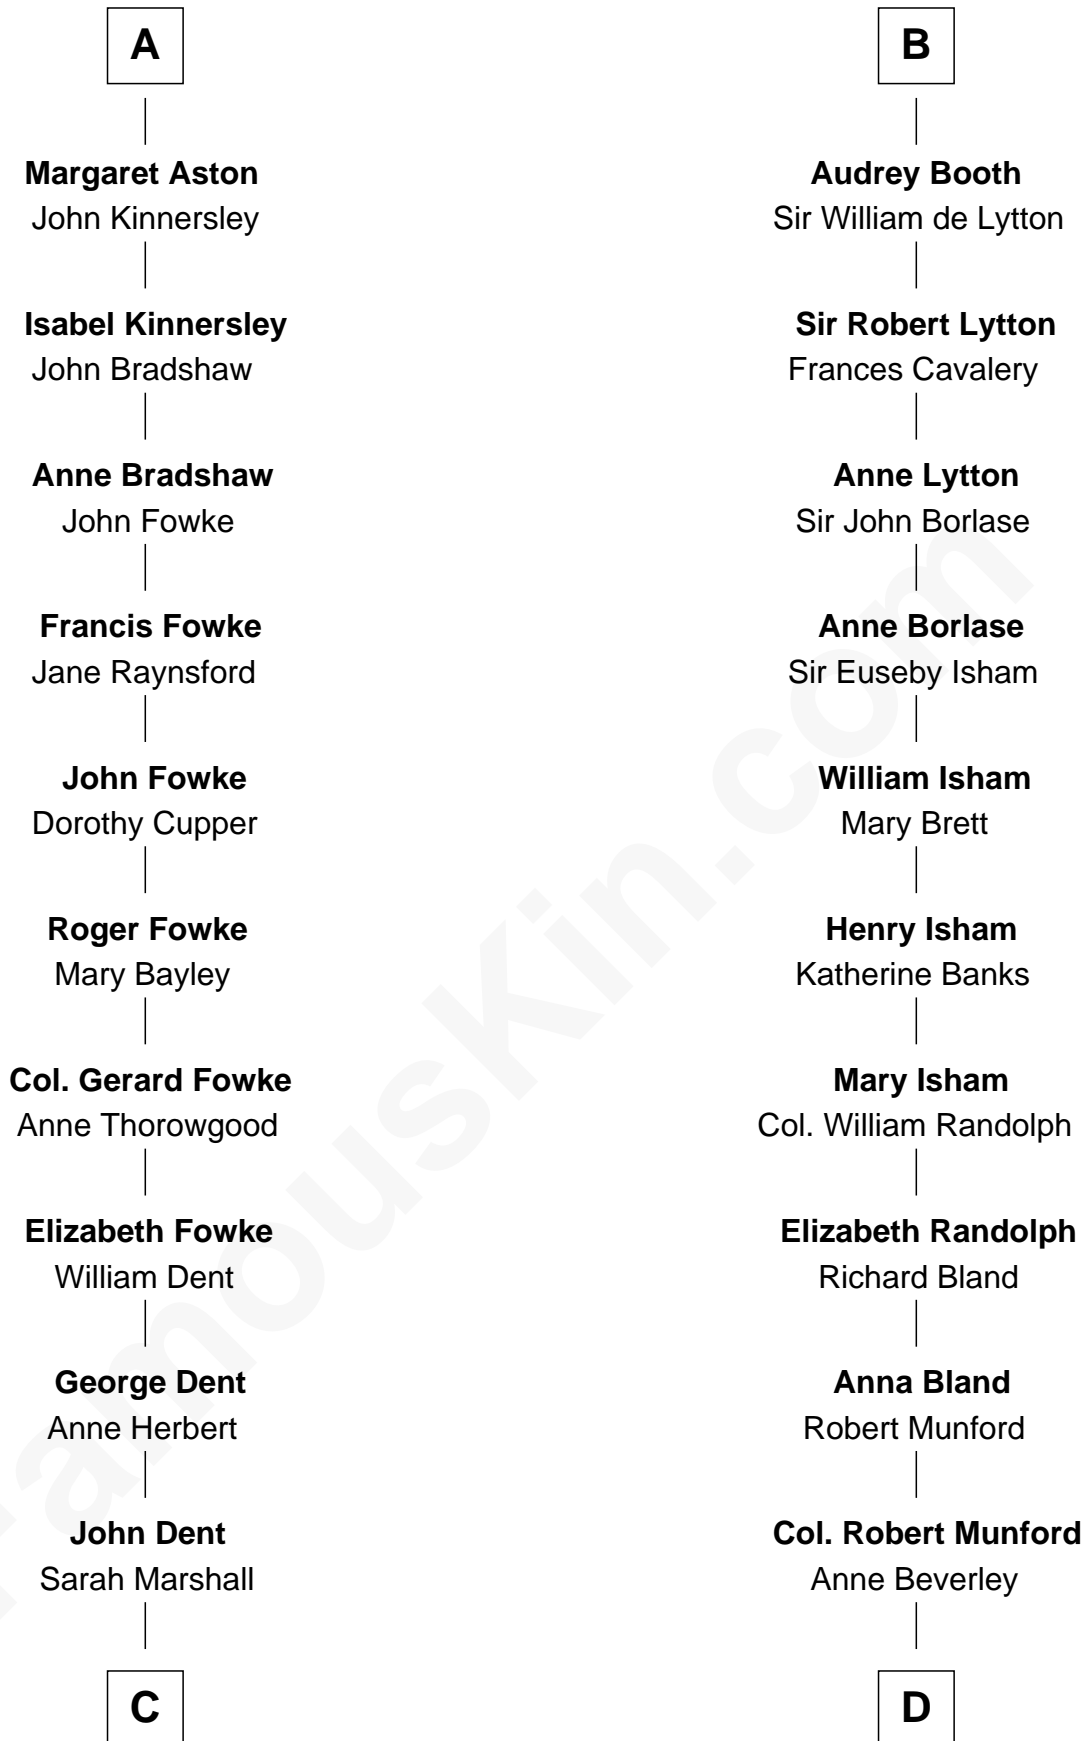 A
Margaret Aston
John Kinnersley
Isabel Kinnersley
John Bradshaw
Anne Bradshaw
John Fowke
Francis Fowke
Jane Raynsford
John Fowke
Dorothy Cupper
Roger Fowke
Mary Bayley
Col. Gerard Fowke
Anne Thorowgood
Elizabeth Fowke
William Dent
George Dent
Anne Herbert
John Dent
Sarah Marshall
C
B
Audrey Booth
Sir William de Lytton
Sir Robert Lytton
Frances Cavalery
Anne Lytton
Sir John Borlase
Anne Borlase
Sir Euseby Isham
William Isham
Mary Brett
Henry Isham
Katherine Banks
Mary Isham
Col. William Randolph
Elizabeth Randolph
Richard Bland
Anna Bland
Robert Munford
Col. Robert Munford
Anne Beverley
D
FamousKin.com